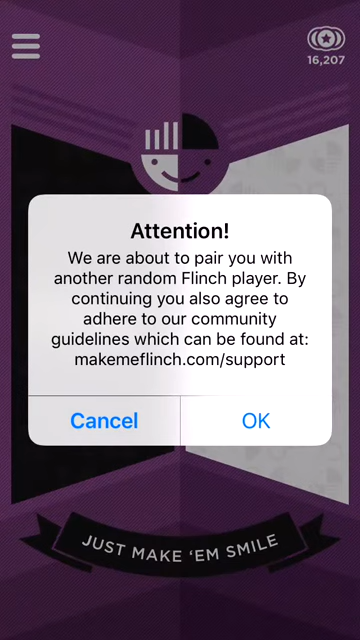 16,207
Attention!
We are about to pair you with
another random Flinch player. By
continuing you also agree to
adhere to our community
guidelines which can be found at:
makemeflinch.com/support
Cancel
OK
JUST MAKE ‘EM SMILE